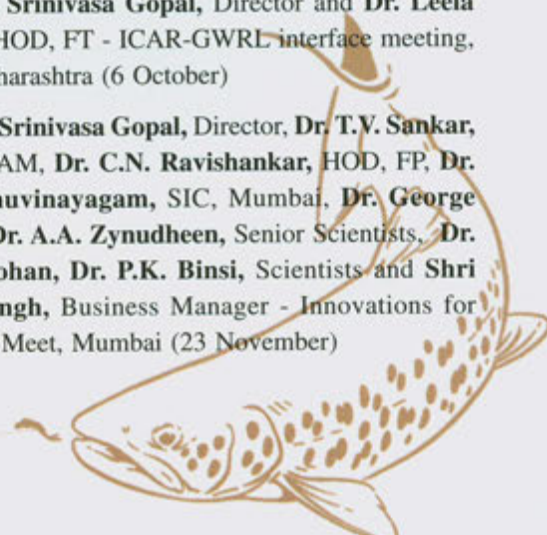 Srinivasa Gopal, Director and Dr. Leela
HOD, FT - ICAR-GWRL interface meeting,
harashtra (6 October)
Srinivasa Gopal, Director, Dr. T.V. Sankar,
AM, Dr. C.N. Ravishankar, HOD, FP, Dr.
uvinayagam, SIC, Mumbai, Dr. George
Dr. A.A. Zynudheen, Senior Scientists, Dr.
ohan, Dr. P.K. Binsi, Scientists and Shri
ngh, Business Manager - Innovations for
Meet, Mumbai (23 November)